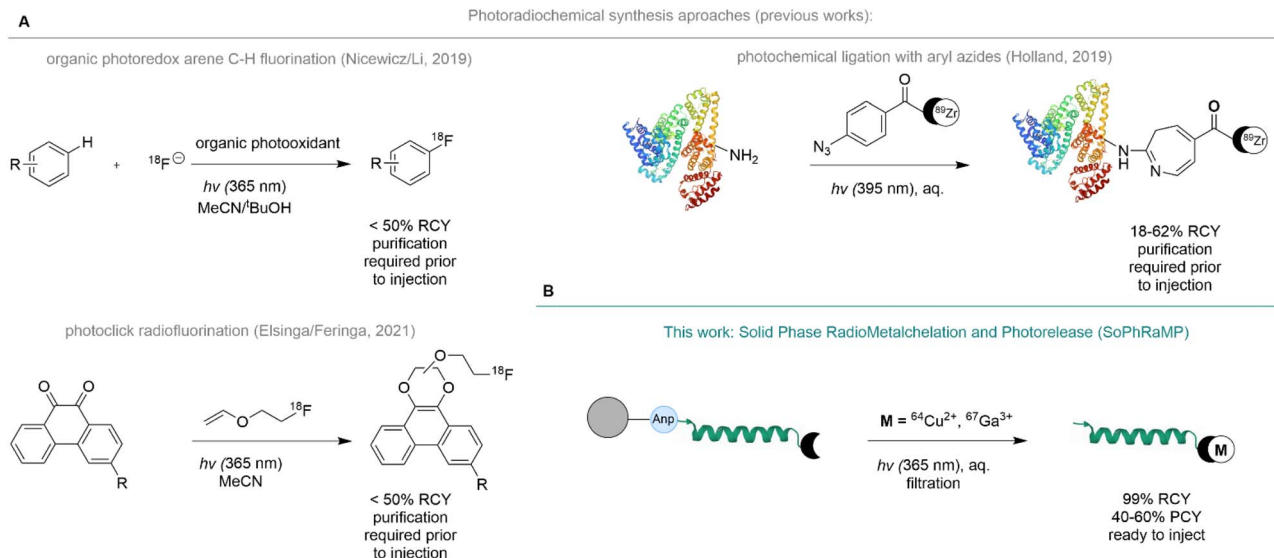 A
Photoradiochemical synthesis aproaches (previous works):
organic photoredox arene C-H fluorination (Nicewicz/Li, 2019)
R
H
+
18F⊖
organic photooxidant
hv (365 nm)
MeCN/tBuOH
18F
R
< 50% RCY
purification
required prior
to injection
photochemical ligation with aryl azides (Holland, 2019)
NH2
O
89Zr
N3
hv (395 nm), aq.
O
89Zr
N
H
N
18-62% RCY
purification
required prior
to injection
photoclick radiofluorination (Elsinga/Feringa, 2021)
O
O
R
O
18F
hv (365 nm)
MeCN
O
18F
O
O
R
< 50% RCY
purification
required prior
to injection
B
This work: Solid Phase RadioMetalchelation and Photorelease (SoPhRaMP)
Anp
M = 64Cu2+, 67Ga3+
hv (365 nm), aq.
filtration
M
99% RCY
40-60% PCY
ready to inject